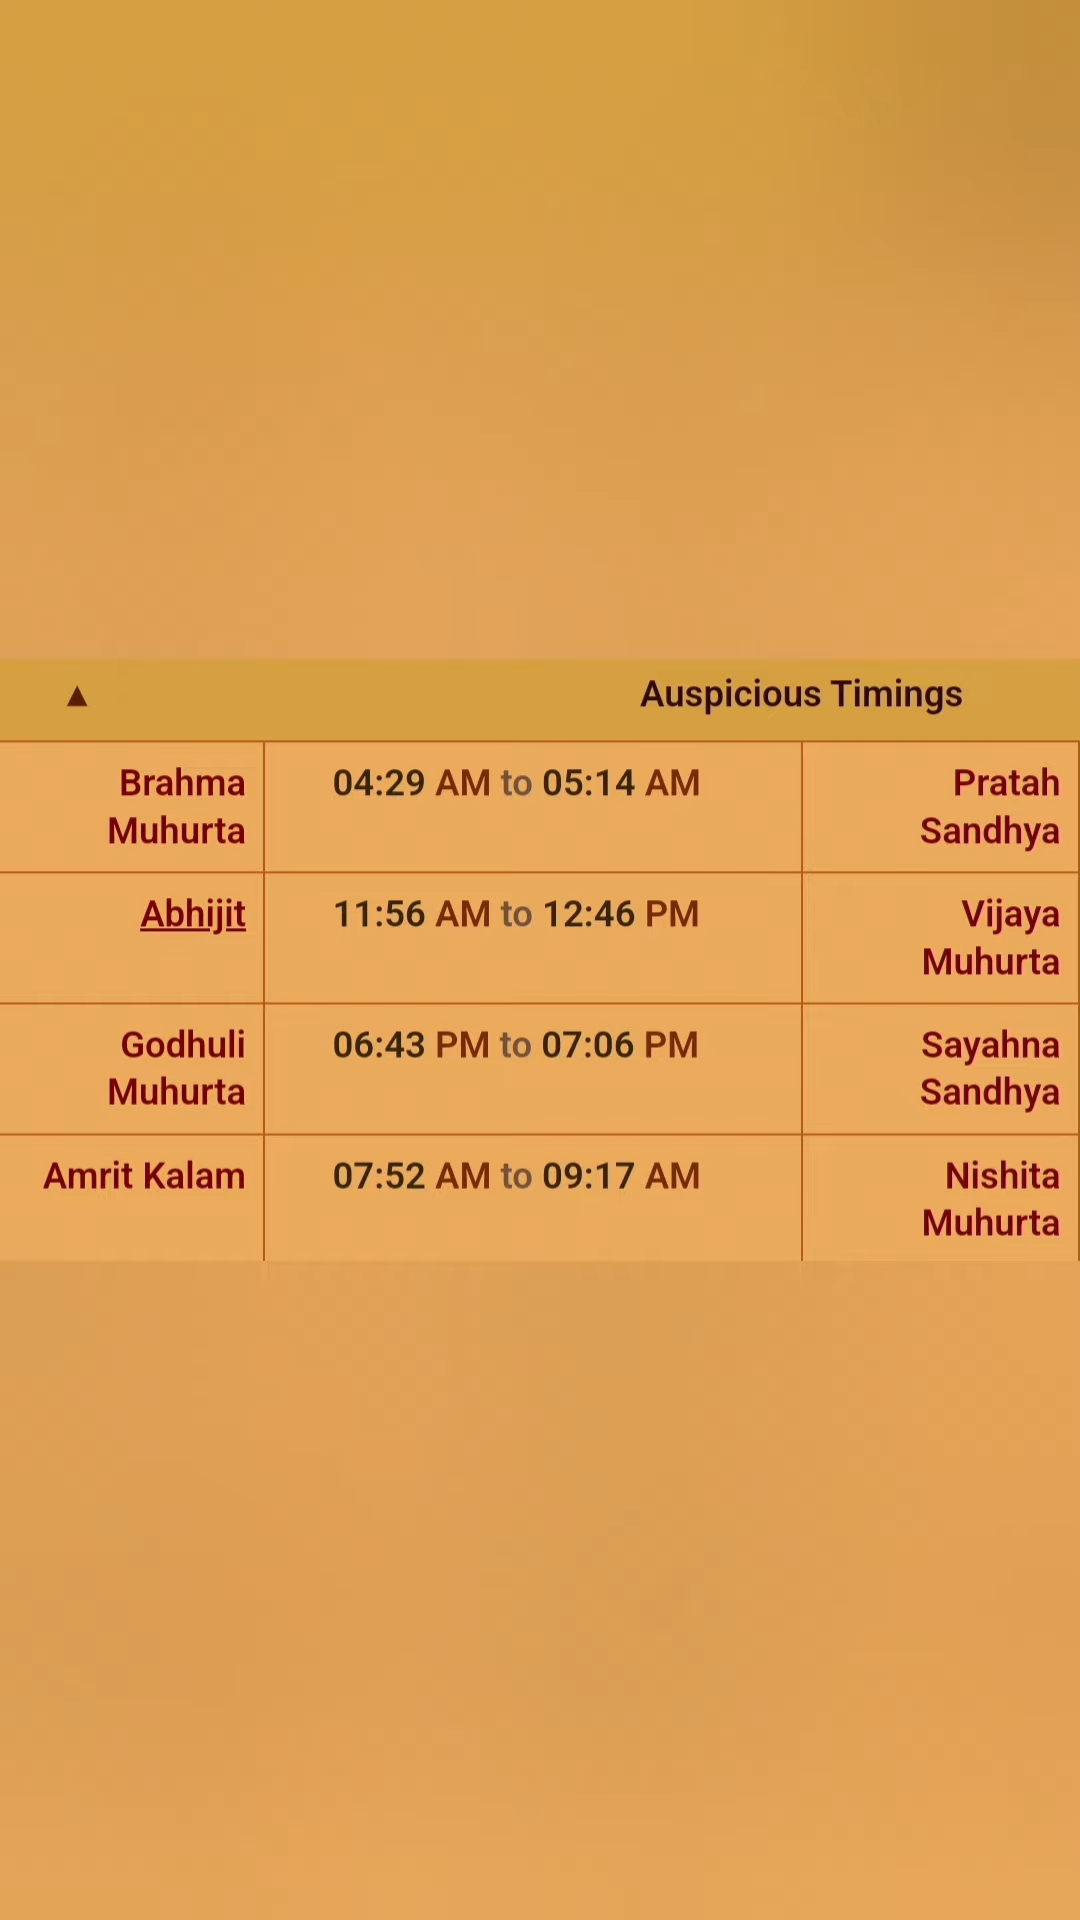 ▲ Auspicious Timings
Brahma Muhurta 04:29 AM to 05:14 AM Pratah Sandhya
Abhijit 11:56 AM to 12:46 PM Vijaya Muhurta
Godhuli Muhurta 06:43 PM to 07:06 PM Sayahna Sandhya
Amrit Kalam 07:52 AM to 09:17 AM Nishita Muhurta